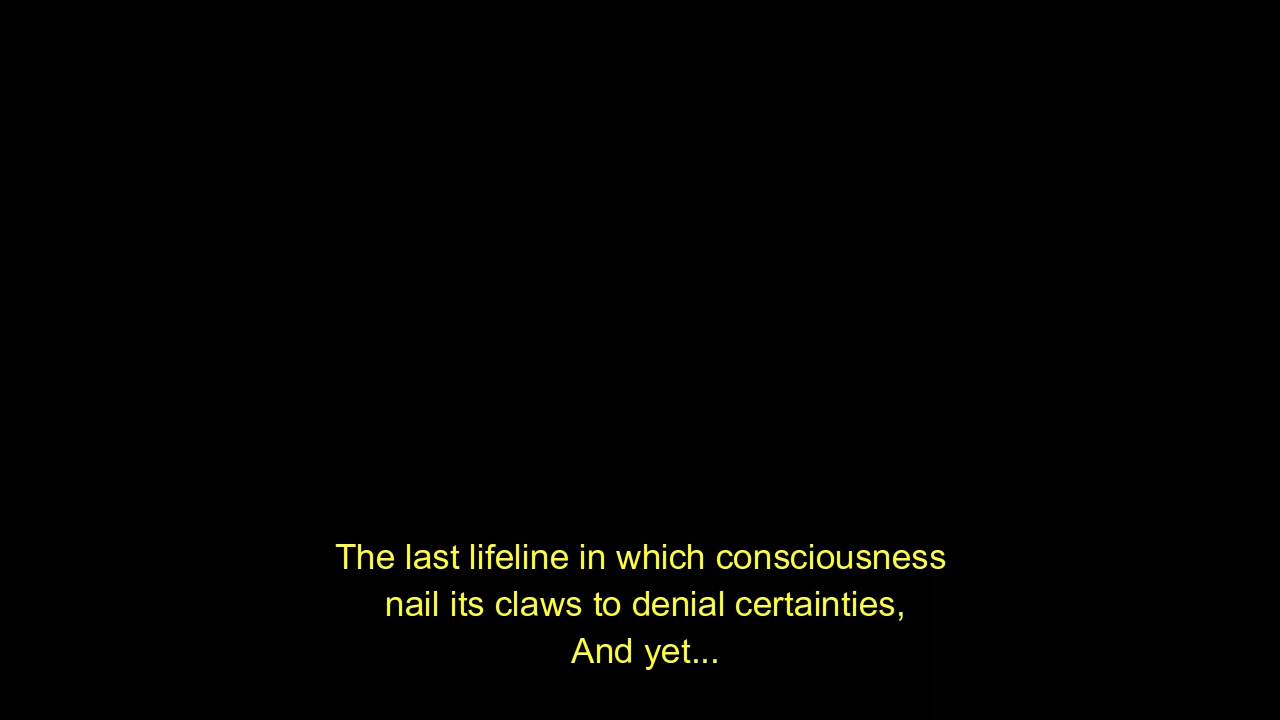 The last lifeline in which consciousness
nail its claws to denial certainties,
And yet...